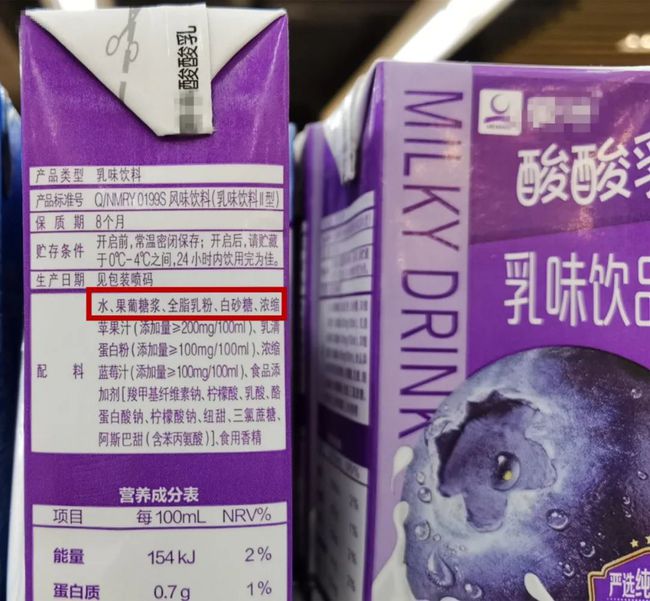 酸酸乳
产品类型 乳味饮料
产品标准号 Q/NMRY 0199S 风味饮料(乳味饮料Ⅱ型)
保质期 8个月
贮存条件 开启前,常温密闭保存;开启后,请贮藏
于0℃-4℃之间,24小时内饮用完为佳。
生产日期 见包装喷码
配料 水、果葡糖浆、全脂乳粉、白砂糖、浓缩
苹果汁(添加量≥200mg/100ml)、乳清
蛋白粉(添加量≥100mg/100ml)、浓缩
蓝莓汁(添加量≥100mg/100ml)、食品添
加剂[羧甲基纤维素钠、柠檬酸、乳酸、酪
蛋白酸钠、柠檬酸钠、纽甜、三氯蔗糖、
阿斯巴甜(含苯丙氨酸)]、食用香精
营养成分表
项目 每100mL NRV%
能量 154 kJ 2%
蛋白质 0.7 g 1%
MILKY DRINK
酸酸乳
乳味饮品
严选纯